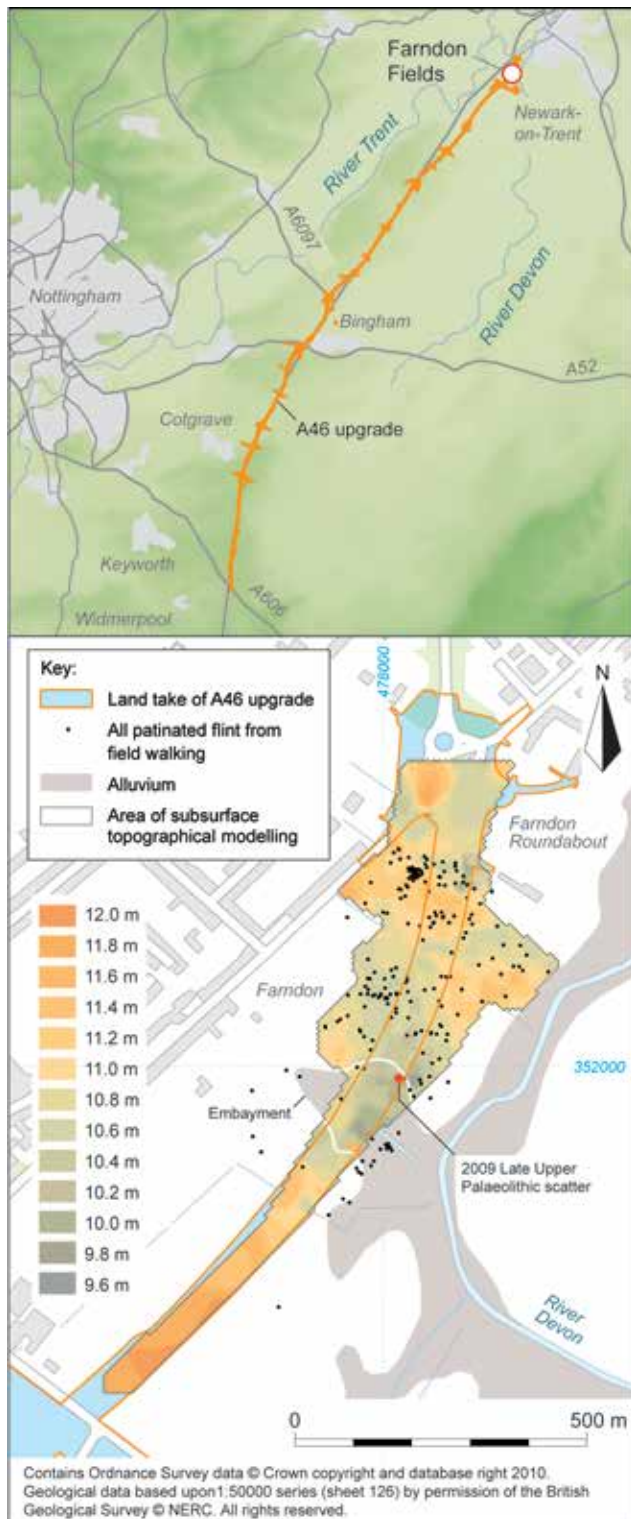 Farndon
Fields
Newark-
on-Trent
River Trent
A6097
River Devon
Nottingham
Bingham
A52
Cotgrave
A46 upgrade
Keyworth
A606
Widmerpool
Key:
Land take of A46 upgrade
All patinated flint from
field walking
Alluvium
Area of subsurface
topographical modelling
478000
N
Farndon
Roundabout
12.0 m
11.8 m
11.6 m
11.4 m
11.2 m
11.0 m
10.8 m
10.6 m
10.4 m
10.2 m
10.0 m
9.8 m
9.6 m
Farndon
352000
Embayment
2009 Late Upper
Palaeolithic scatter
River
Devon
0 500 m
Contains Ordnance Survey data © Crown copyright and database right 2010.
Geological data based upon1:50000 series (sheet 126) by permission of the British
Geological Survey © NERC. All rights reserved.